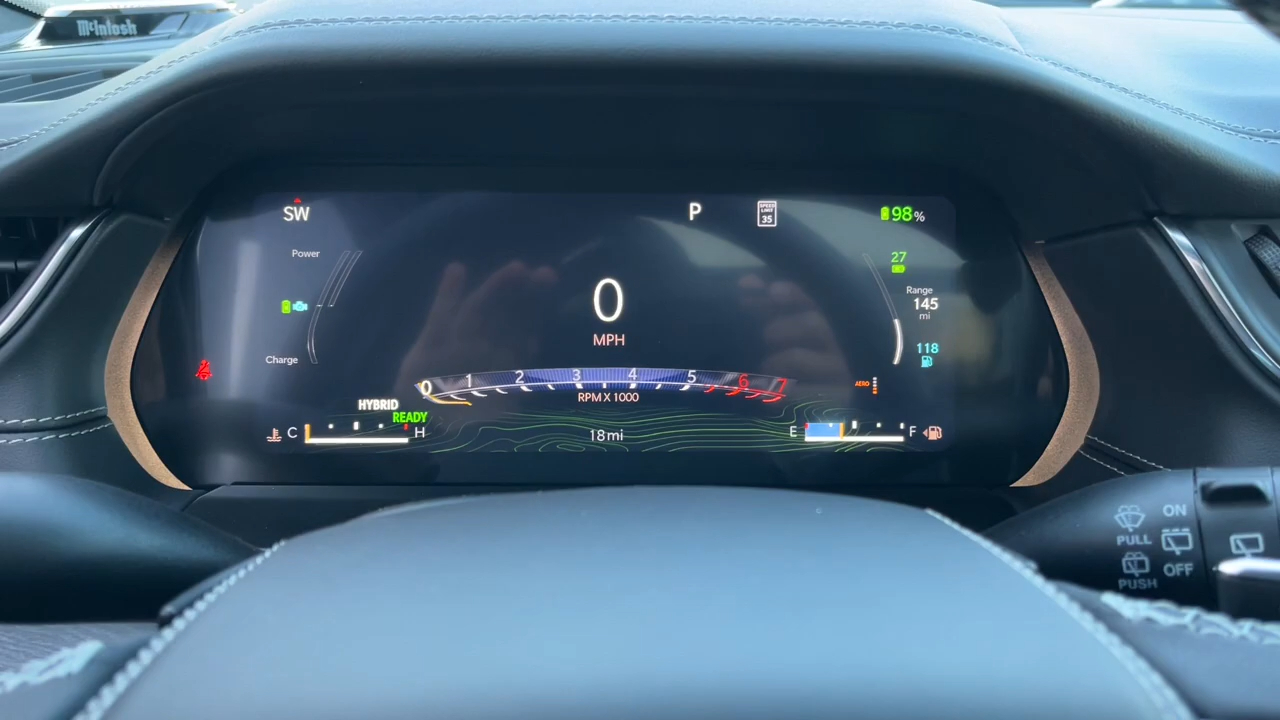 McIntosh
SW
P
SPEED LIMIT 35
98%
Power
27
Range
145
mi
0
MPH
Charge
118
0 1 2 3 4 5 6 7
RPM X 1000
AERO
HYBRID
READY
C H
18mi
E F
ON
PULL
OFF
PUSH